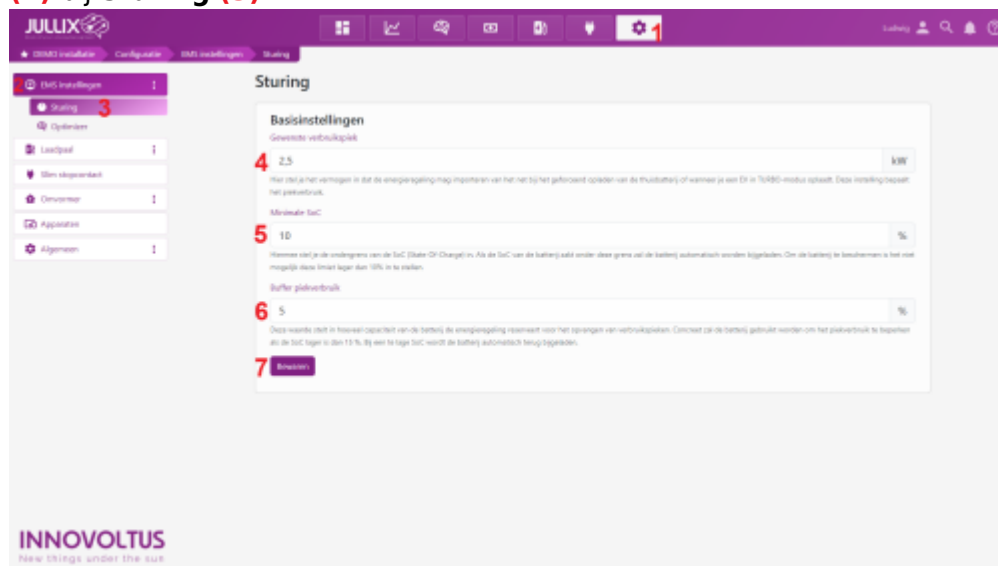 JULLIX
1
Ludwig
DEMO installatie
Configuratie
EMS instellingen
Sturing
2 EMS Instellingen
Sturing 3
Optimizer
Laadpaal
Slim stopcontact
Omvormer
Apparaten
Algemeen
Sturing
Basisinstellingen
Gewenste verbruikspiek
4 2,5 kW
Hier stel je het vermogen in dat de energieregeling mag importeren van het net bij het geforceerd opladen van de thuisbatterij of wanneer je een EV in TURBO-modus oplaadt. Deze instelling bepaalt
het piekverbruik.
Minimale SoC
5 10 %
Hiermee stel je de ondergrens van de SoC (State Of Charge) in. Als de SoC van de batterij zakt onder deze grens zal de batterij automatisch worden bijgeladen. Om de batterij te beschermen is het niet
mogelijk deze limiet lager dan 10% in te stellen.
Buffer piekverbruik
6 5 %
Deze waarde stelt in hoeveel capaciteit van de batterij de energieregeling reserveert voor het opvangen van verbruikspieken. Concreet zal de batterij gebruikt worden om het piekverbruik te beperken
als de SoC lager is dan 15 %. Bij een te lage SoC wordt de batterij automatisch terug bijgeladen.
7 Bewaren
INNOVOLTUS
New things under the sun